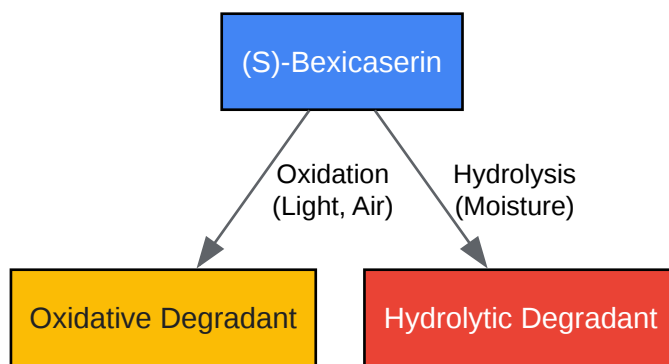 (S)-Bexicaserin
Oxidation
(Light, Air)
Hydrolysis
(Moisture)
Oxidative Degradant
Hydrolytic Degradant